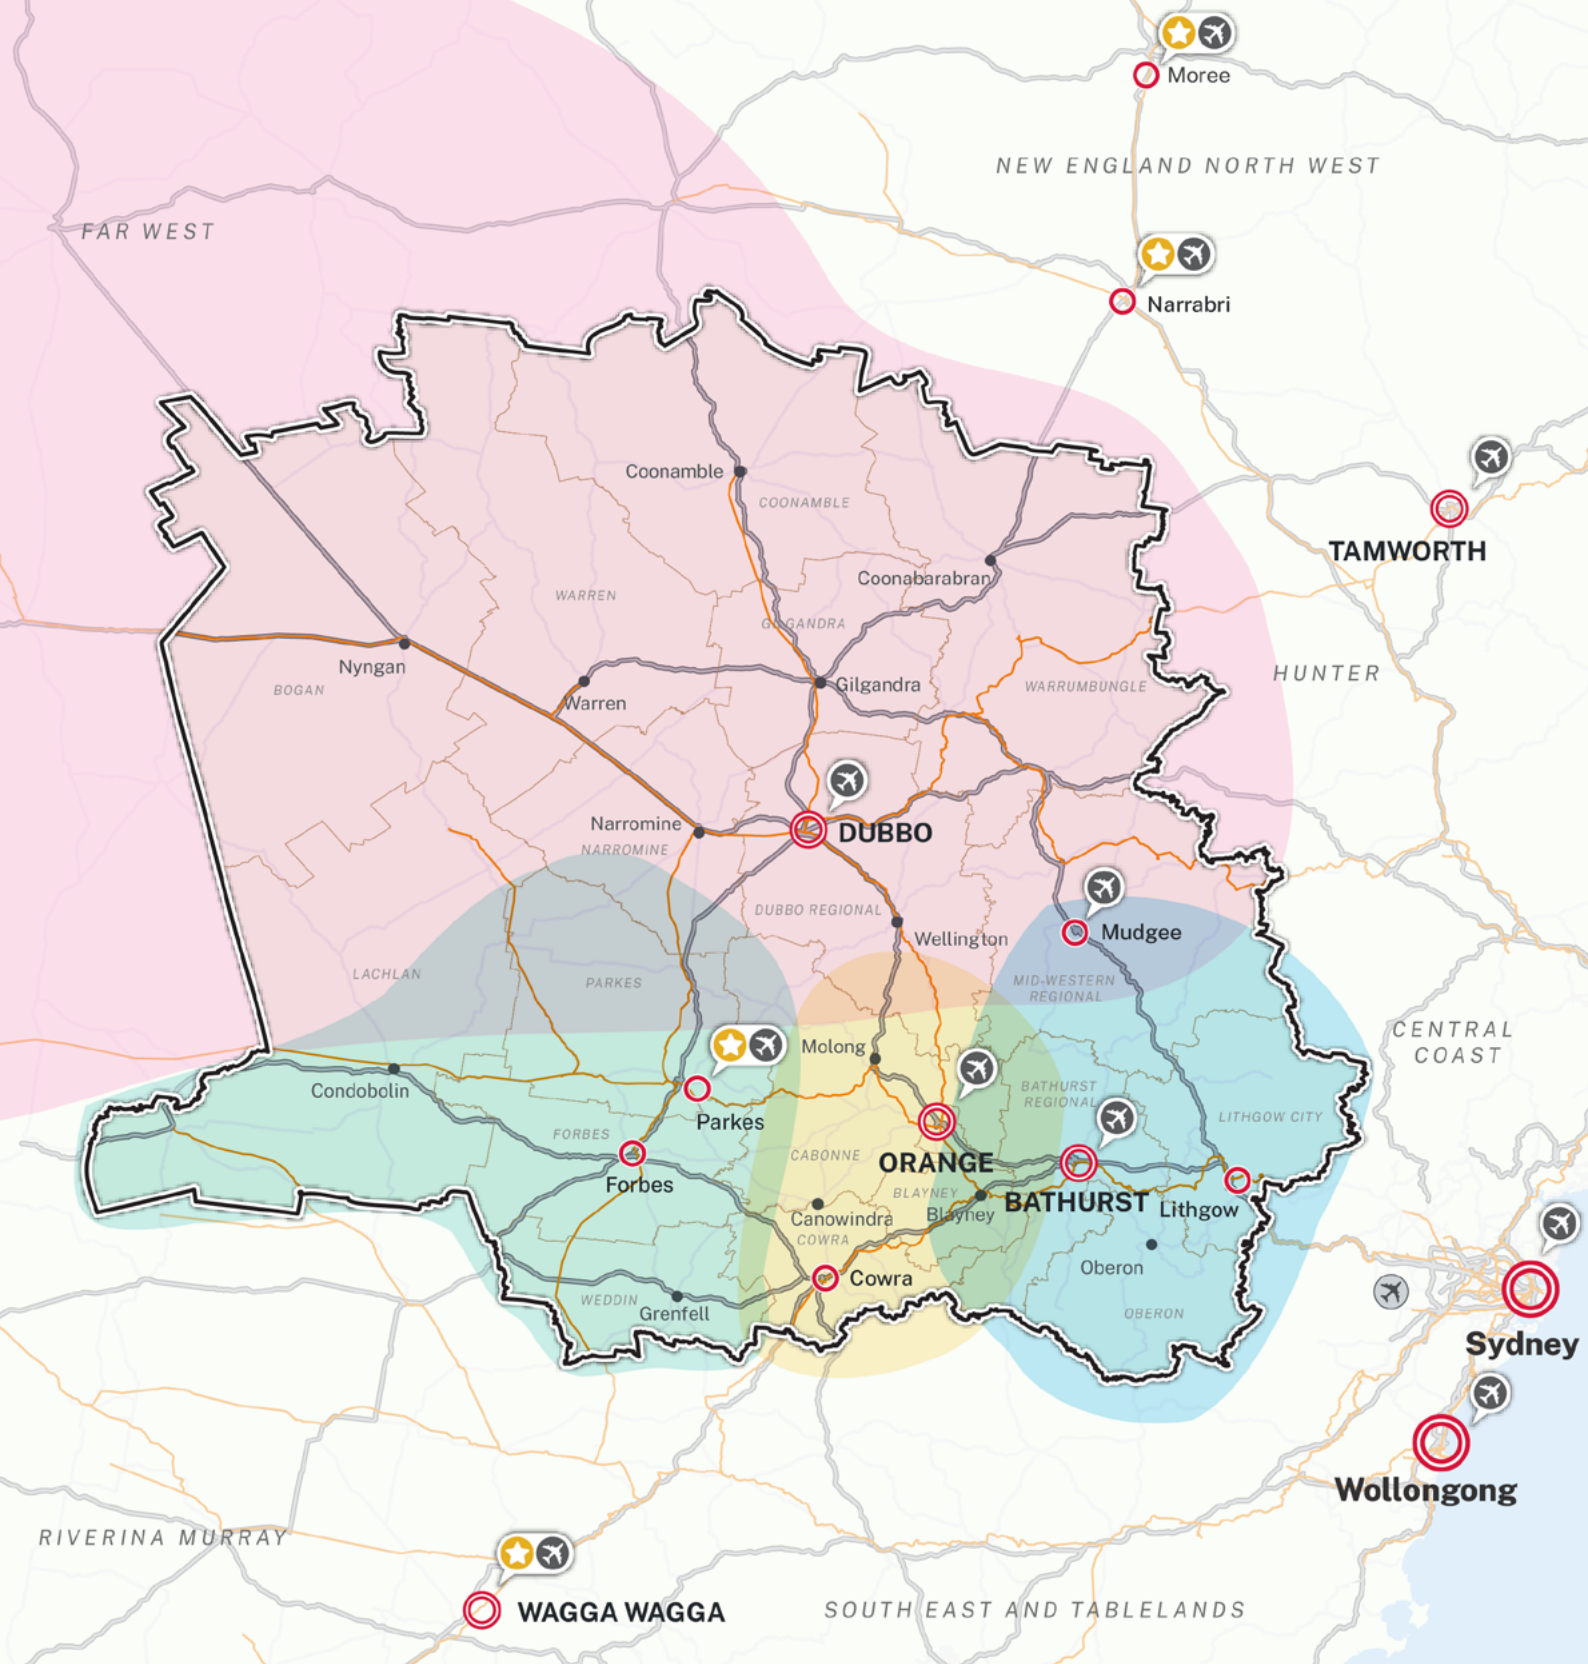 Moree
NEW ENGLAND NORTH WEST
FAR WEST
Narrabri
Coonamble
COONAMBLE
TAMWORTH
Coonabarabran
WARREN
GILGANDRA
Nyngan
HUNTER
BOGAN
Warren
Gilgandra
WARRUMBUNGLE
Narromine
NARROMINE
DUBBO
DUBBO REGIONAL
Wellington
Mudgee
LACHLAN
PARKES
MID-WESTERN
REGIONAL
CENTRAL
COAST
Molong
Condobolin
Parkes
BATHURST
REGIONAL
LITHGOW CITY
FORBES
CABONNE
ORANGE
Forbes
BLAYNEY
Blayney
BATHURST
Lithgow
Canowindra
COWRA
Oberon
Cowra
WEDDIN
Grenfell
OBERON
Sydney
Wollongong
RIVERINA MURRAY
WAGGA WAGGA
SOUTH EAST AND TABLELANDS